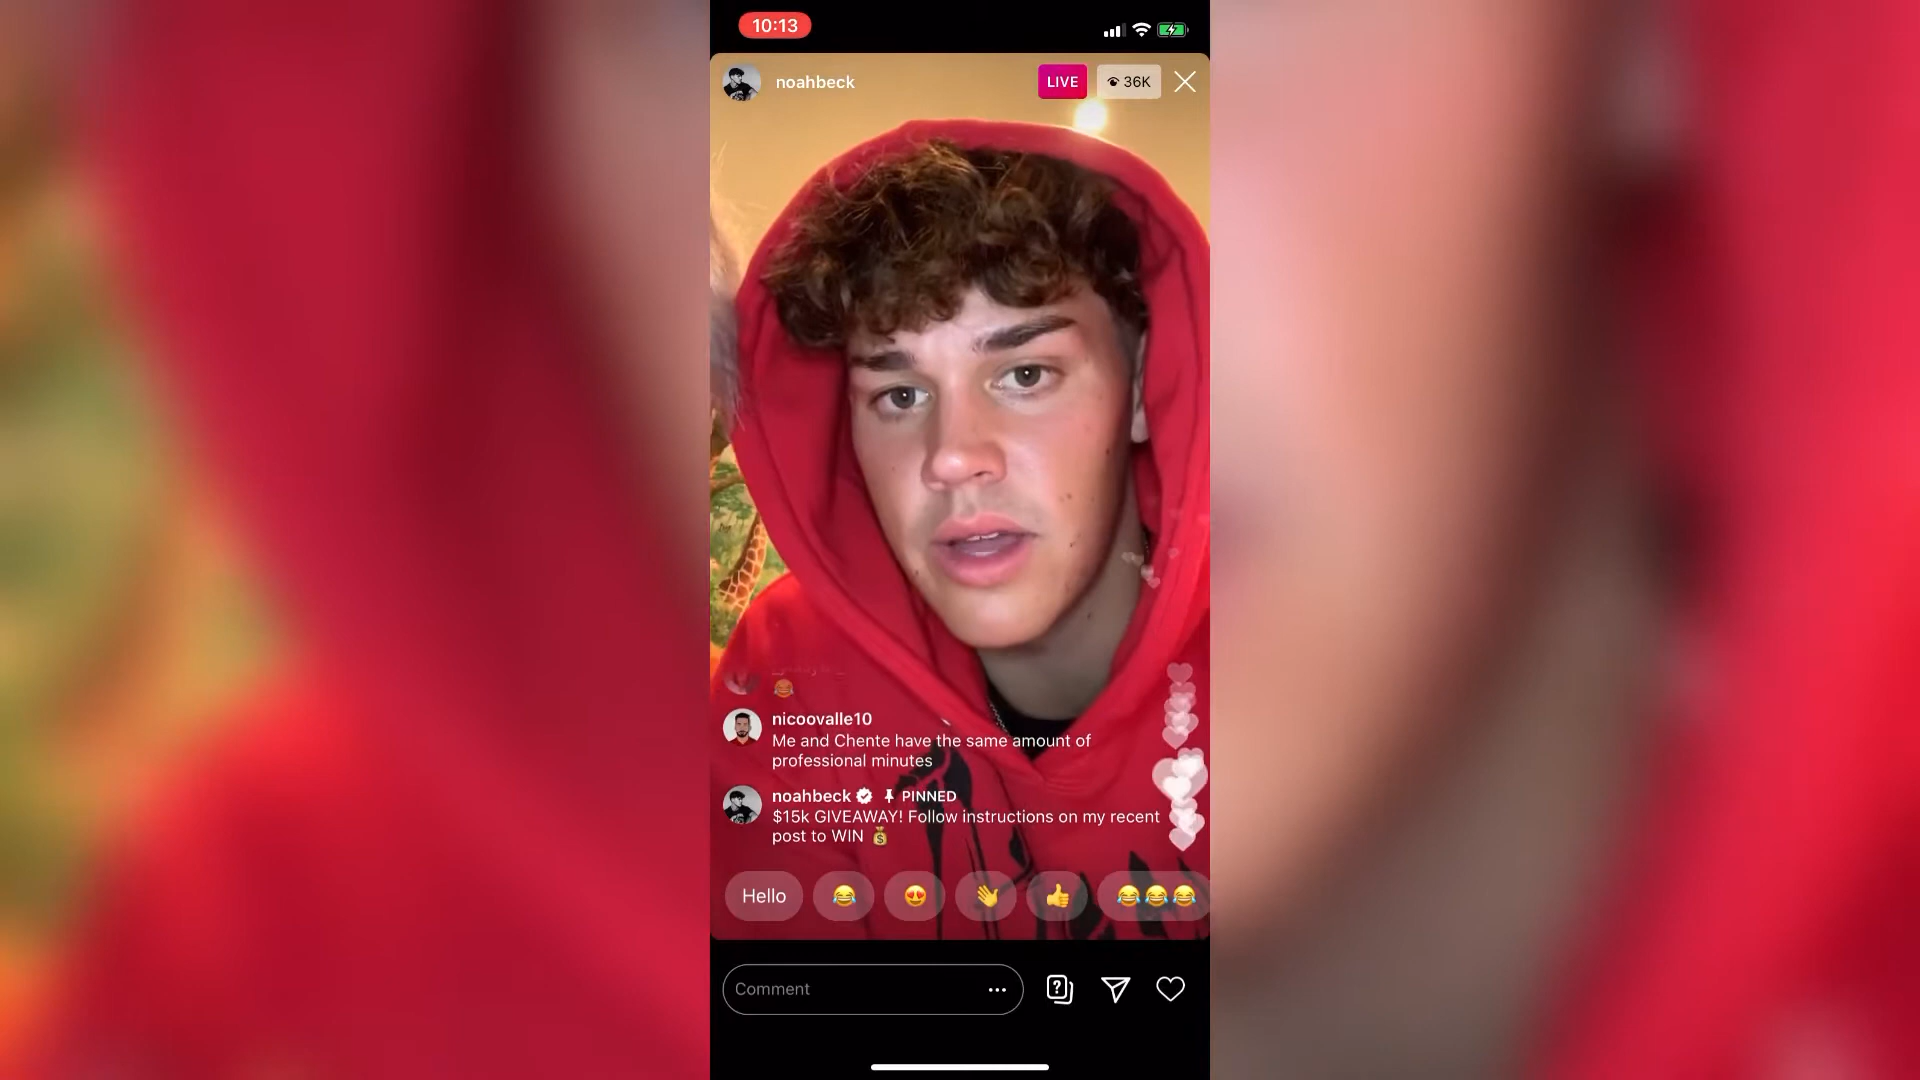 10:13
noahbeck
LIVE
36K
nicoovalle10
Me and Chente have the same amount of
professional minutes
noahbeck PINNED
$15k GIVEAWAY! Follow instructions on my recent
post to WIN 💰
Hello
Comment